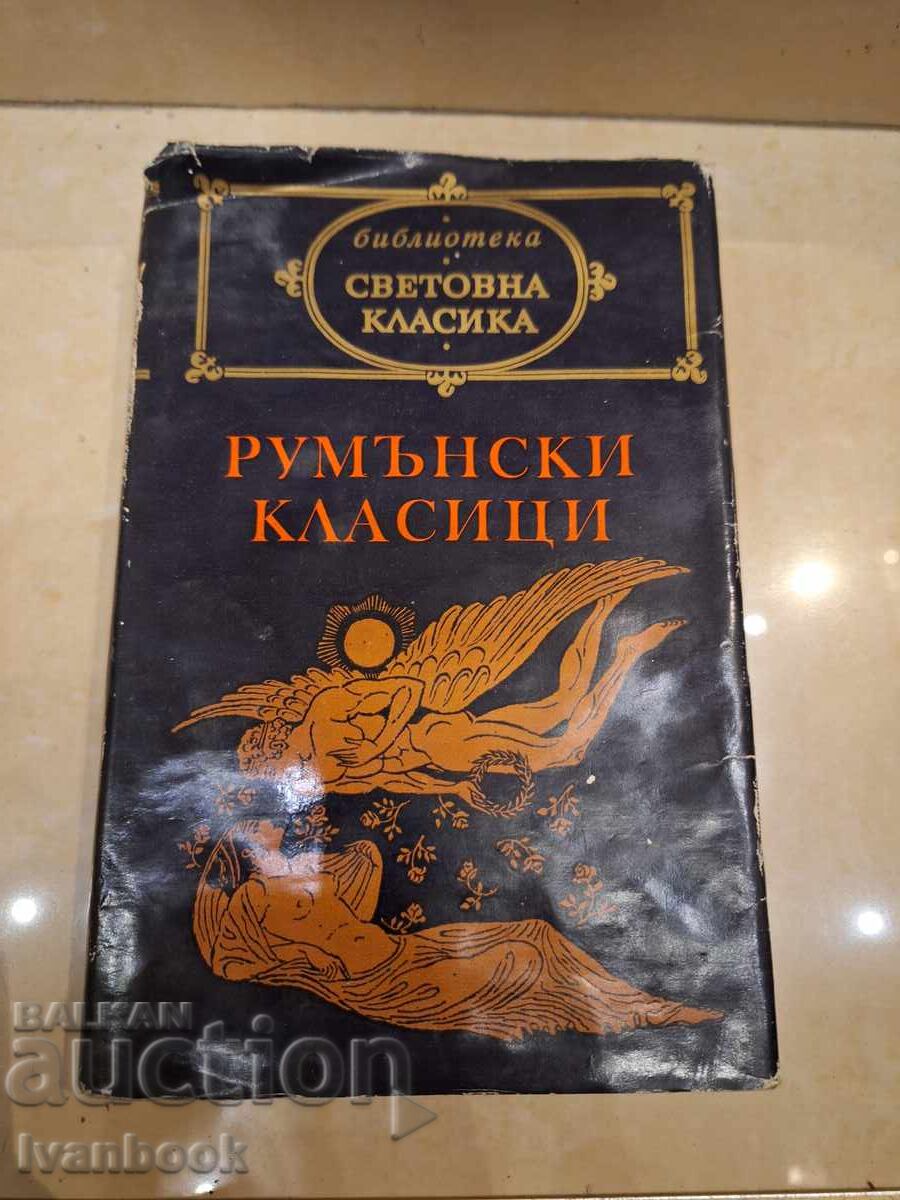 библиотека
СВЕТОВНА
КЛАСИКА
РУМЪНСКИ
КЛАСИЦИ
BALKAN
auction
Ivanbook